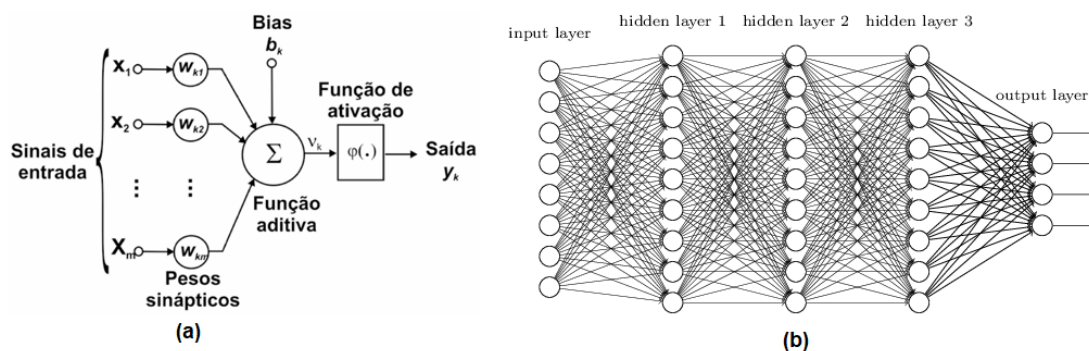 Bias
b_k
Função de
ativação
X_1
w_k1
X_2
w_k2
Sinais de
entrada
Σ
v_k
φ(.)
Saída
y_k
Função
aditiva
X_m
w_km
Pesos
sinápticos
(a)
input layer
hidden layer 1
hidden layer 2
hidden layer 3
output layer
(b)